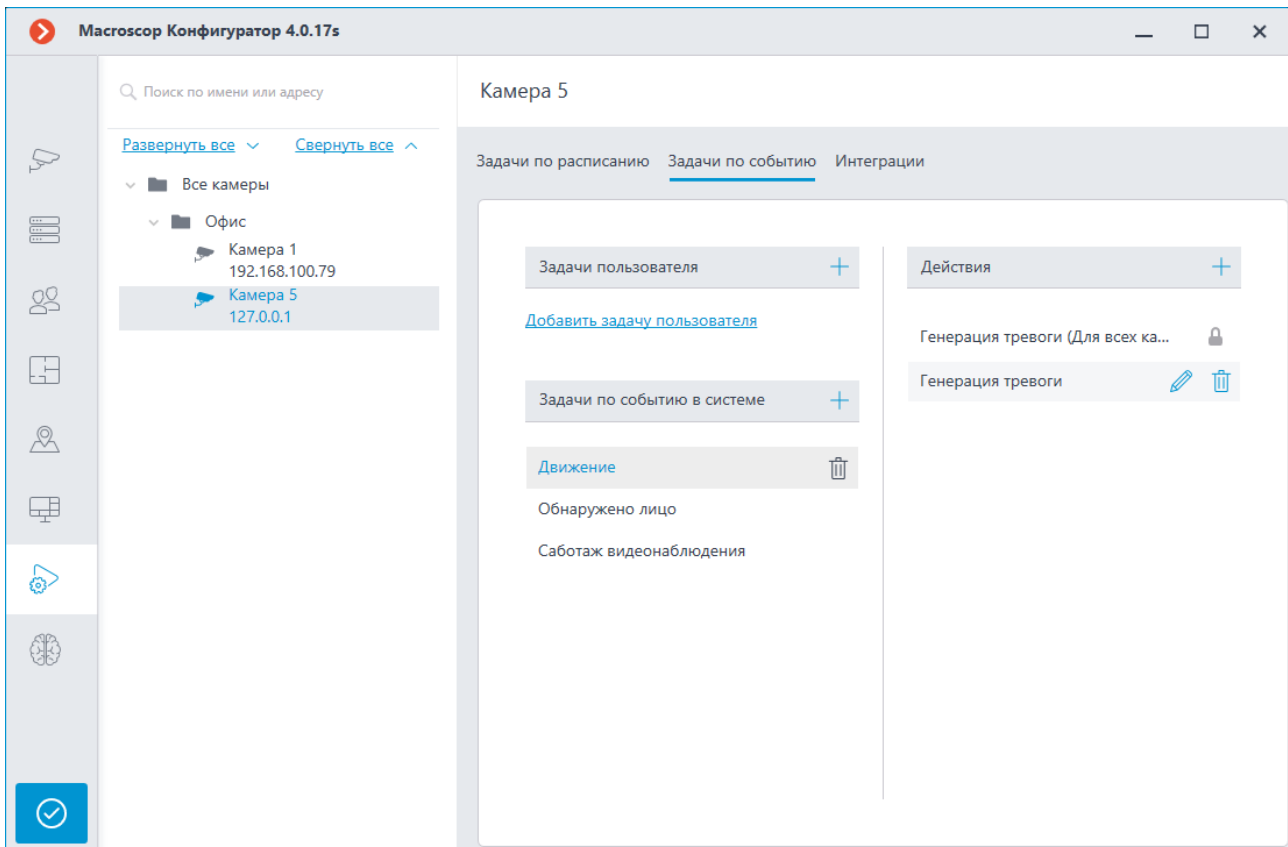 Macroscop Конфигуратор 4.0.17s
Поиск по имени или адресу
Развернуть все
Свернуть все
Все камеры
Офис
Камера 1
192.168.100.79
Камера 5
127.0.0.1
Камера 5
Задачи по расписанию
Задачи по событию
Интеграции
Задачи пользователя
Добавить задачу пользователя
Задачи по событию в системе
Движение
Обнаружено лицо
Саботаж видеонаблюдения
Действия
Генерация тревоги (Для всех ка...
Генерация тревоги